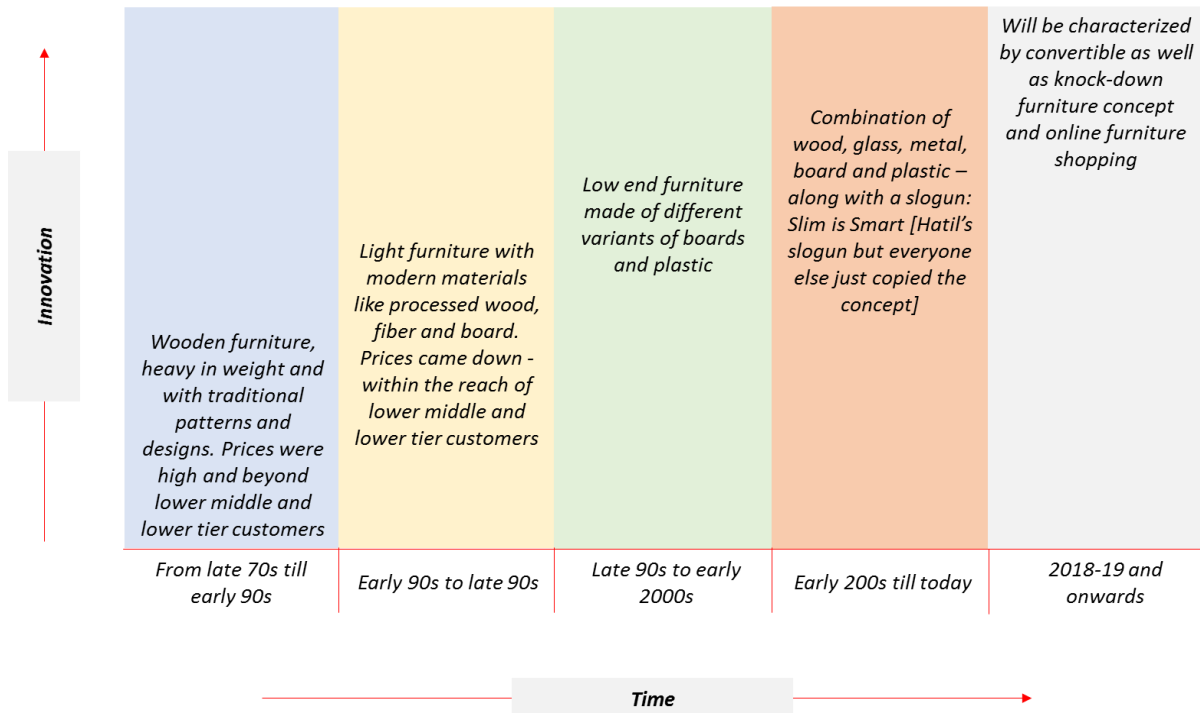 Innovation
Wooden furniture,
heavy in weight and
with traditional
patterns and
designs. Prices were
high and beyond
lower middle and
lower tier customers
Light furniture with
modern materials
like processed wood,
fiber and board.
Prices came down -
within the reach of
lower middle and
lower tier customers
Low end furniture
made of different
variants of boards
and plastic
Combination of
wood, glass, metal,
board and plastic –
along with a slogun:
Slim is Smart [Hatil’s
slogun but everyone
else just copied the
concept]
Will be characterized
by convertible as well
as knock-down
furniture concept
and online furniture
shopping
From late 70s till
early 90s
Early 90s to late 90s
Late 90s to early
2000s
Early 200s till today
2018-19 and
onwards
Time